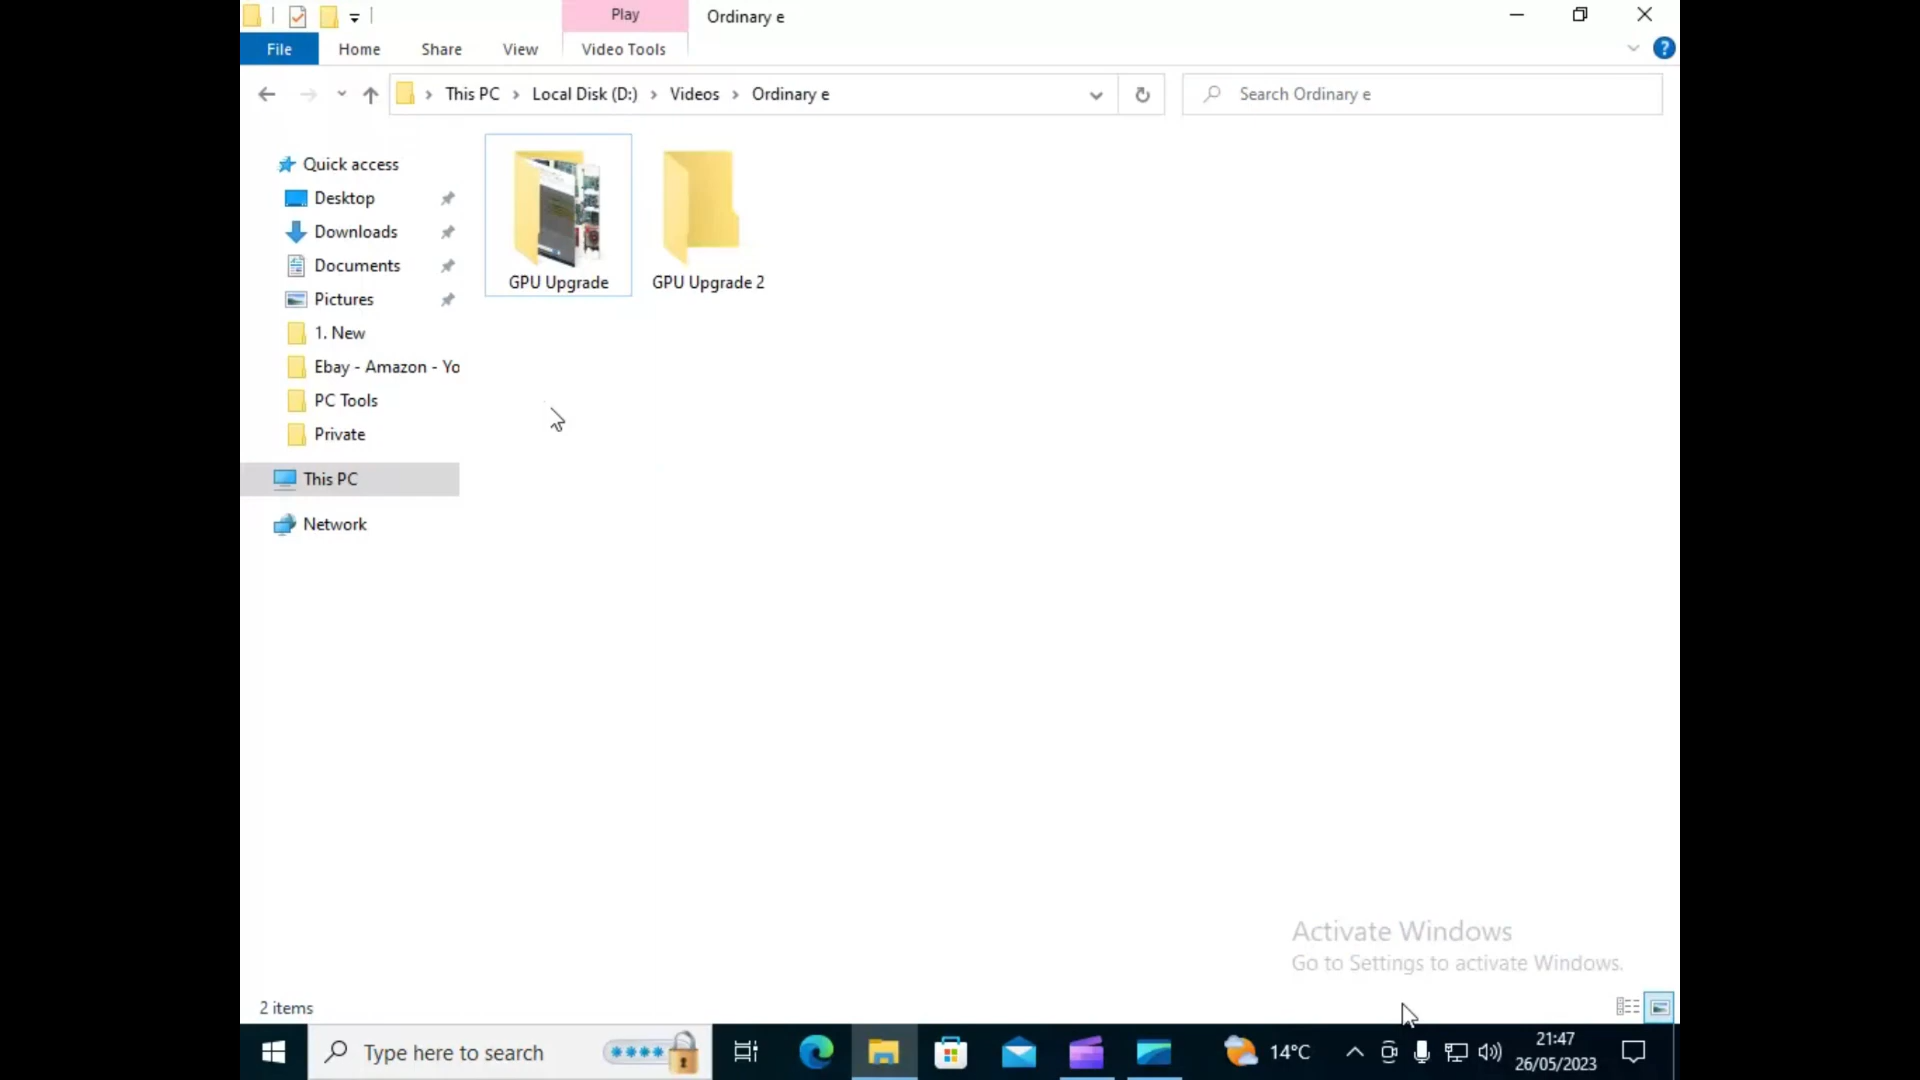 Play
Ordinary e
File
Home
Share
View
Video Tools
This PC
Local Disk (D:)
Videos
Ordinary e
Search Ordinary e
Quick access
Desktop
Downloads
Documents
Pictures
1. New
Ebay - Amazon - Yo
PC Tools
Private
This PC
Network
GPU Upgrade
GPU Upgrade 2
Activate Windows
Go to Settings to activate Windows.
2 items
Type here to search
14°C
21:47
26/05/2023